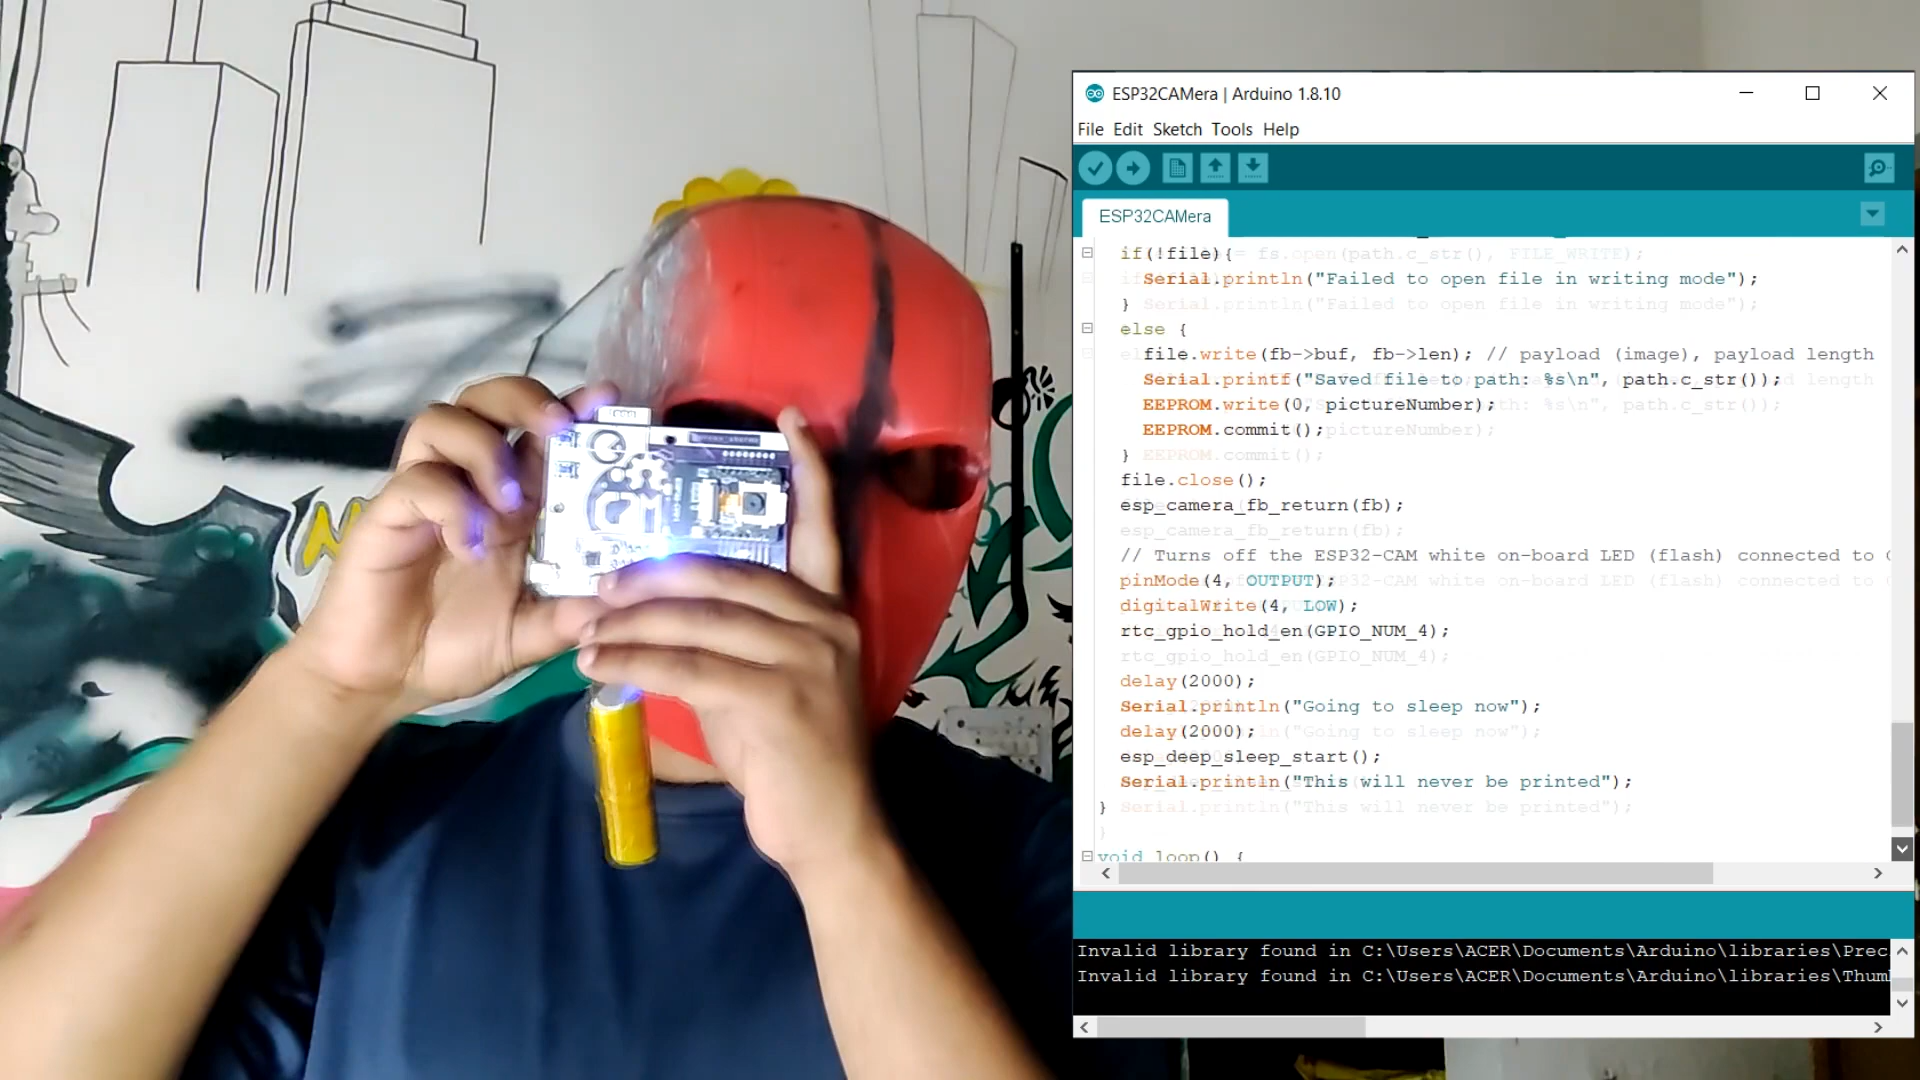 ESP32CAMera | Arduino 1.8.10
File Edit Sketch Tools Help
ESP32CAMera
if(!file){
Serial.println("Failed to open file in writing mode");
}
else {
file.write(fb->buf, fb->len); // payload (image), payload length
Serial.printf("Saved file to path: %s\n", path.c_str());
EEPROM.write(0, pictureNumber);
EEPROM.commit();
}
file.close();
esp_camera_fb_return(fb);
// Turns off the ESP32-CAM white on-board LED (flash) connected to
pinMode(4, OUTPUT);
digitalWrite(4, LOW);
rtc_gpio_hold_en(GPIO_NUM_4);
delay(2000);
Serial.println("Going to sleep now");
delay(2000);
esp_deep_sleep_start();
Serial.println("This will never be printed");
}
void loop() {
Invalid library found in C:\Users\ACER\Documents\Arduino\libraries\Prec
Invalid library found in C:\Users\ACER\Documents\Arduino\libraries\Thum